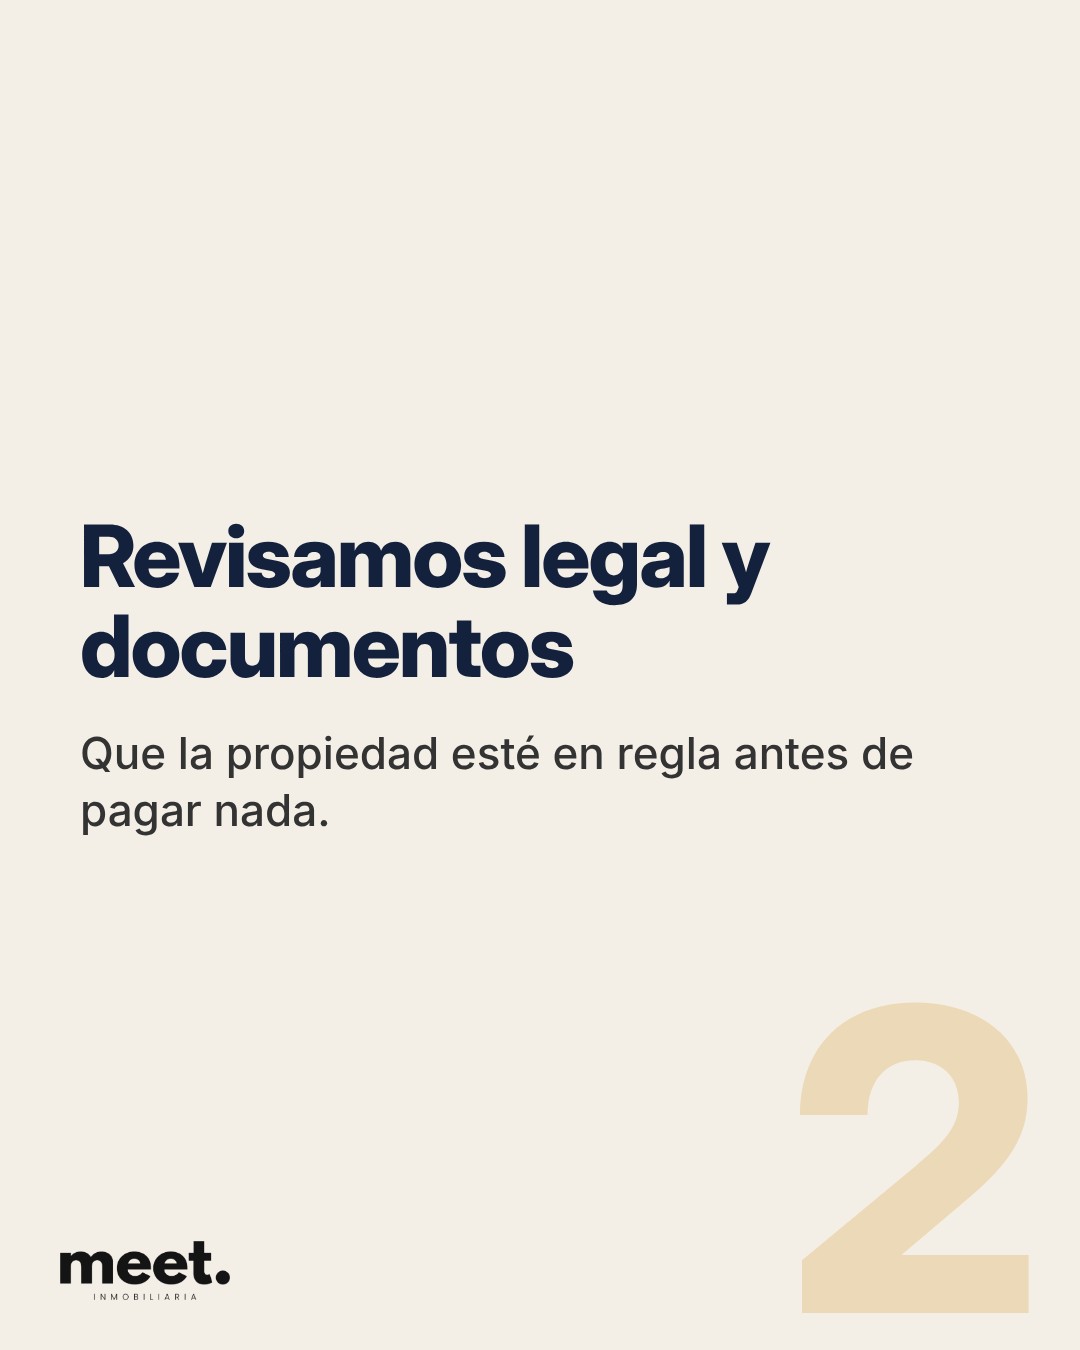 Revisamos legal y
documentos
Que la propiedad esté en regla antes de
pagar nada.
2
meet.
INMOBILIARIA